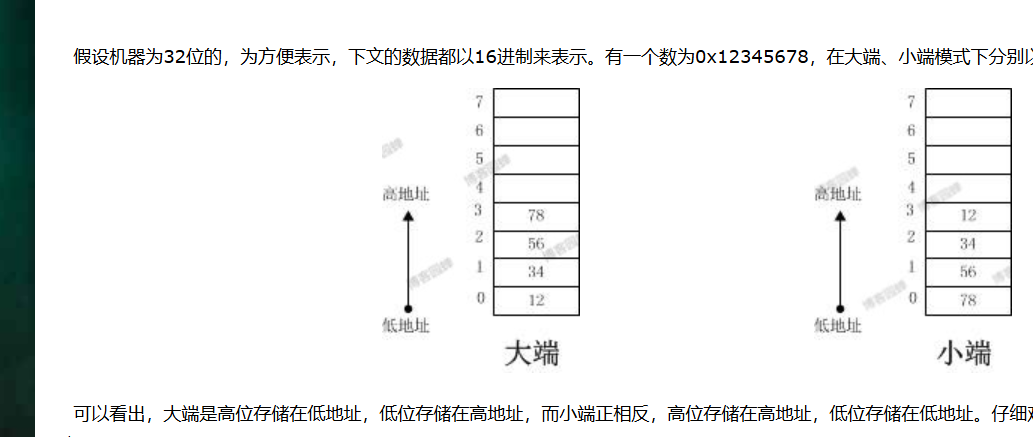 假设机器为32位的，为方便表示，下文的数据都以16进制来表示。有一个数为0x12345678，在大端、小端模式下分别以
7
6
5
4
3 78
2 56
1 34
0 12
高地址
低地址
大端
7
6
5
4
3 12
2 34
1 56
0 78
高地址
低地址
小端
可以看出，大端是高位存储在低地址，低位存储在高地址，而小端正相反，高位存储在高地址，低位存储在低地址。仔细